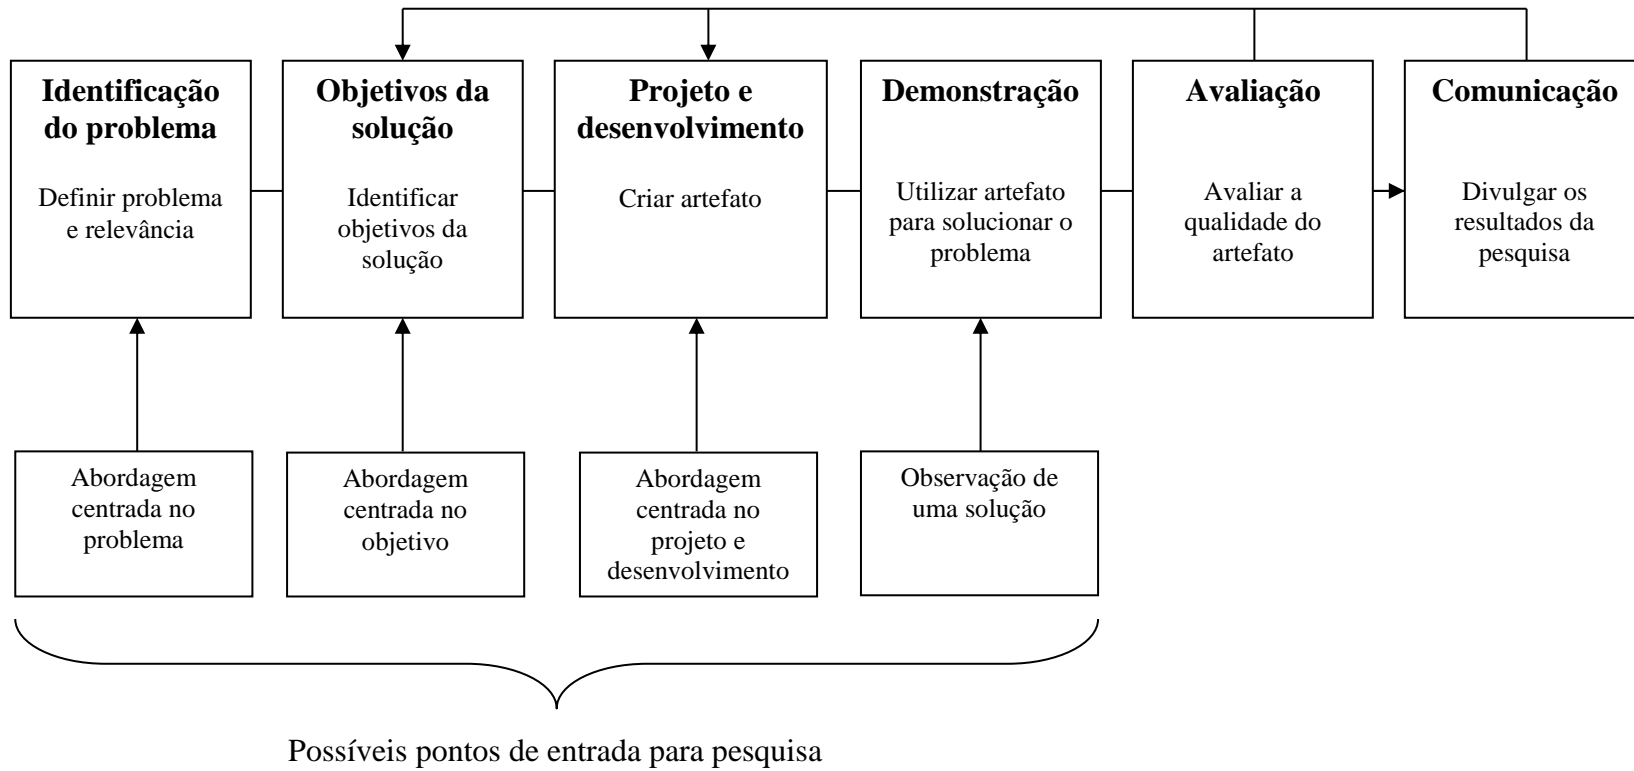 Identificação
do problema
Definir problema
e relevância
Objetivos da
solução
Identificar
objetivos da
solução
Projeto e
desenvolvimento
Criar artefato
Demonstração
Utilizar artefato
para solucionar o
problema
Avaliação
Avaliar a
qualidade do
artefato
Comunicação
Divulgar os
resultados da
pesquisa
Abordagem
centrada no
problema
Abordagem
centrada no
objetivo
Abordagem
centrada no
projeto e
desenvolvimento
Observação de
uma solução
Possíveis pontos de entrada para pesquisa